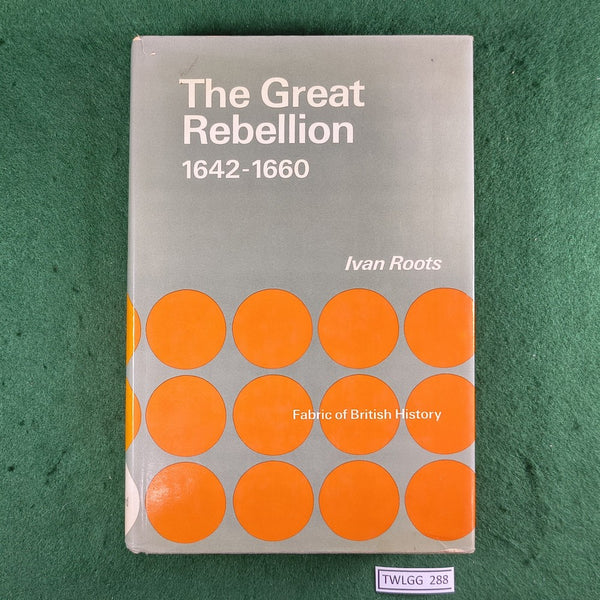 The Great
Rebellion
1642-1660
Ivan Roots
Fabric of British History
TWLGG 288